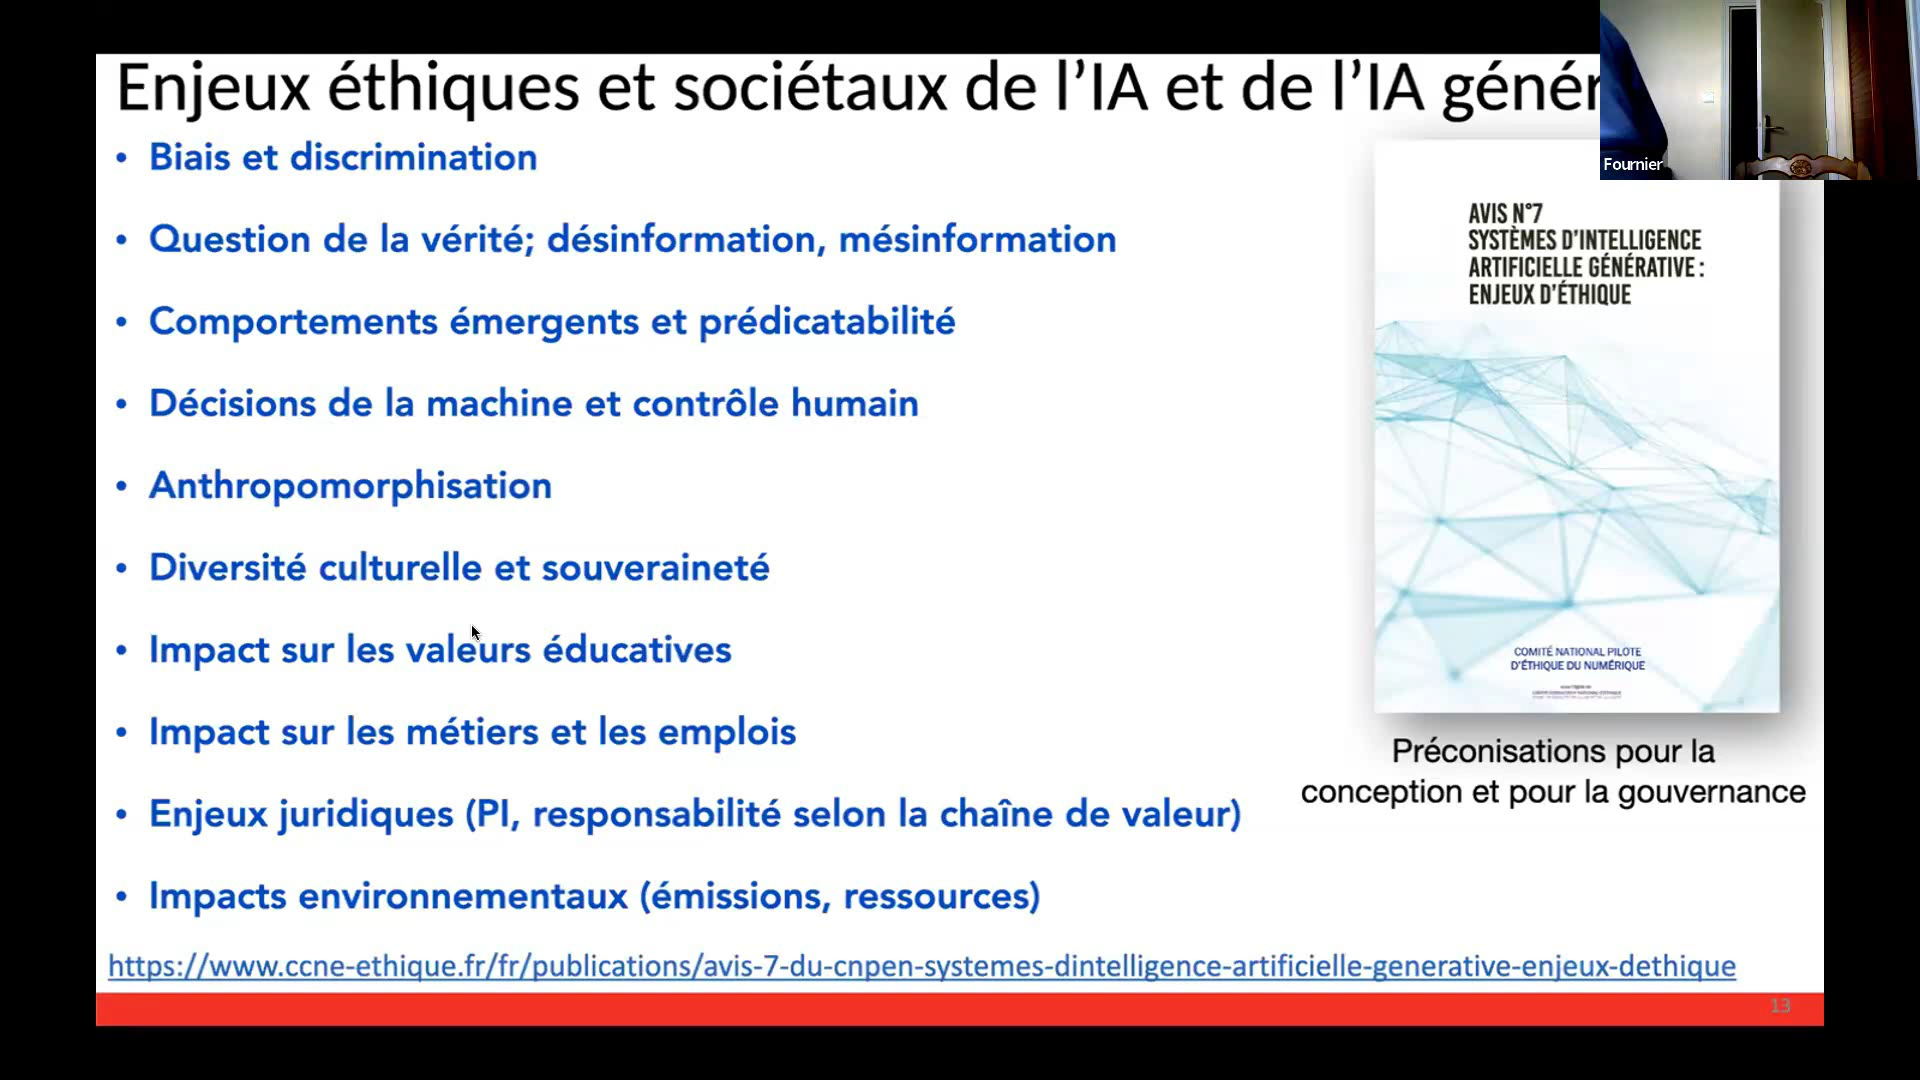 Enjeux éthiques et sociétaux de l'IA et de l'IA génér
Fournier
• Biais et discrimination
• Question de la vérité; désinformation, mésinformation
• Comportements émergents et prédicatabilité
• Décisions de la machine et contrôle humain
• Anthropomorphisation
• Diversité culturelle et souveraineté
• Impact sur les valeurs éducatives
• Impact sur les métiers et les emplois
• Enjeux juridiques (PI, responsabilité selon la chaîne de valeur)
• Impacts environnementaux (émissions, ressources)
AVIS N°7
SYSTÈMES D'INTELLIGENCE
ARTIFICIELLE GÉNÉRATIVE :
ENJEUX D'ÉTHIQUE
COMITÉ NATIONAL PILOTE
D'ÉTHIQUE DU NUMÉRIQUE
Préconisations pour la
conception et pour la gouvernance
https://www.ccne-ethique.fr/fr/publications/avis-7-du-cnpen-systemes-dintelligence-artificielle-generative-enjeux-dethique
13